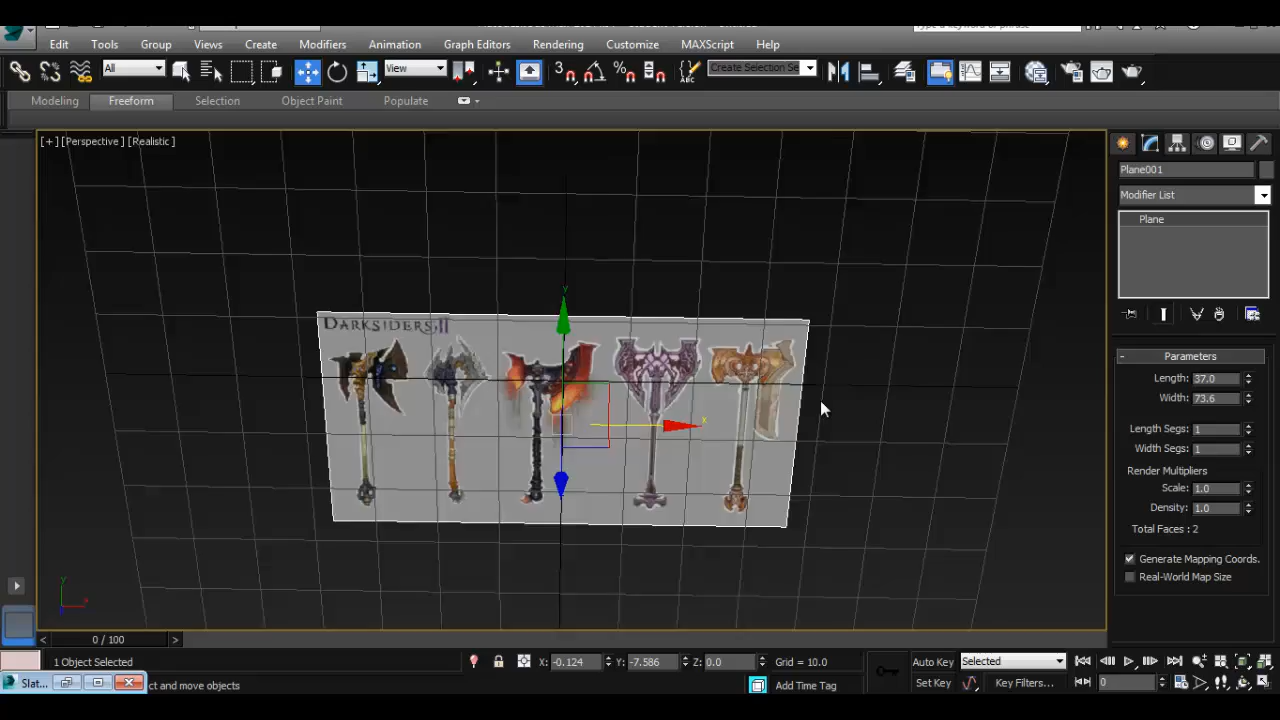 Edit Tools Group Views Create Modifiers Animation Graph Editors Rendering Customize MAXScript Help
All View 3 % ABC Create Selection Se
Modeling Freeform Selection Object Paint Populate
[+] [Perspective] [Realistic]
Plane001
Modifier List
Plane
DARKSIDERS II
y
x
- Parameters
Length: 37.0
Width: 73.6
Length Segs: 1
Width Segs: 1
Render Multipliers
Scale: 1.0
Density: 1.0
Total Faces : 2
Generate Mapping Coords.
Real-World Map Size
y
< 0 / 100 >
1 Object Selected X: -0.124 Y: -7.586 Z: 0.0 Grid = 10.0 Auto Key Selected
Slat... ct and move objects Add Time Tag Set Key Key Filters... 0